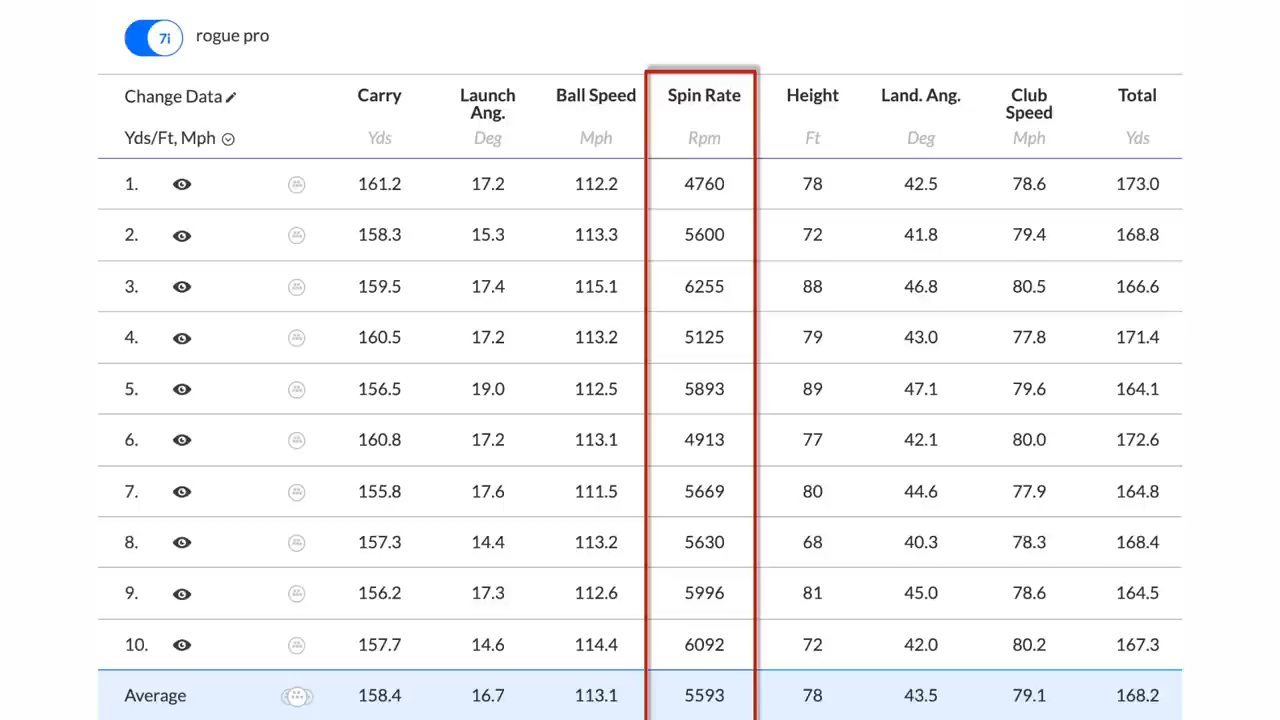 7i rogue pro
Change Data Carry Launch Ang. Ball Speed Spin Rate Height Land. Ang. Club Speed Total
Yds/Ft, Mph Yds Deg Mph Rpm Ft Deg Mph Yds
1. 161.2 17.2 112.2 4760 78 42.5 78.6 173.0
2. 158.3 15.3 113.3 5600 72 41.8 79.4 168.8
3. 159.5 17.4 115.1 6255 88 46.8 80.5 166.6
4. 160.5 17.2 113.2 5125 79 43.0 77.8 171.4
5. 156.5 19.0 112.5 5893 89 47.1 79.6 164.1
6. 160.8 17.2 113.1 4913 77 42.1 80.0 172.6
7. 155.8 17.6 111.5 5669 80 44.6 77.9 164.8
8. 157.3 14.4 113.2 5630 68 40.3 78.3 168.4
9. 156.2 17.3 112.6 5996 81 45.0 78.6 164.5
10. 157.7 14.6 114.4 6092 72 42.0 80.2 167.3
Average 158.4 16.7 113.1 5593 78 43.5 79.1 168.2